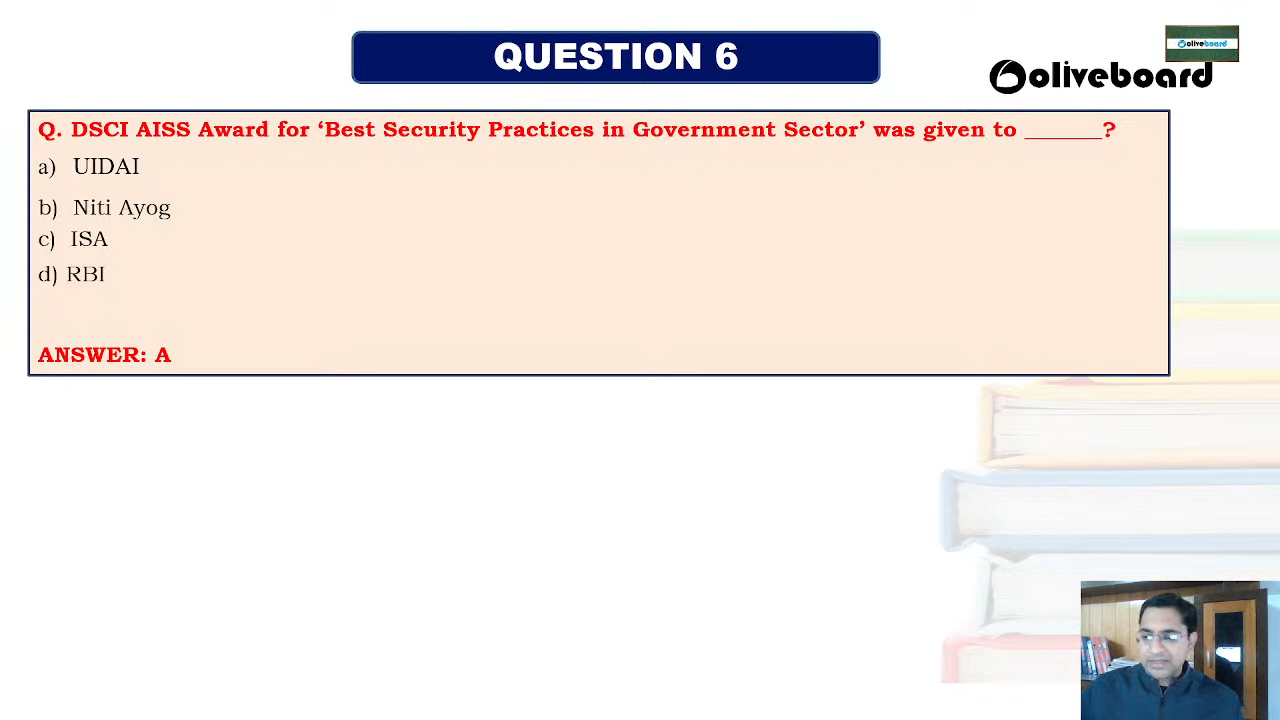 QUESTION 6
oliveboard
oliveboard
Q. DSCI AISS Award for ‘Best Security Practices in Government Sector’ was given to _______?
a) UIDAI
b) Niti Ayog
c) ISA
d) RBI
ANSWER: A